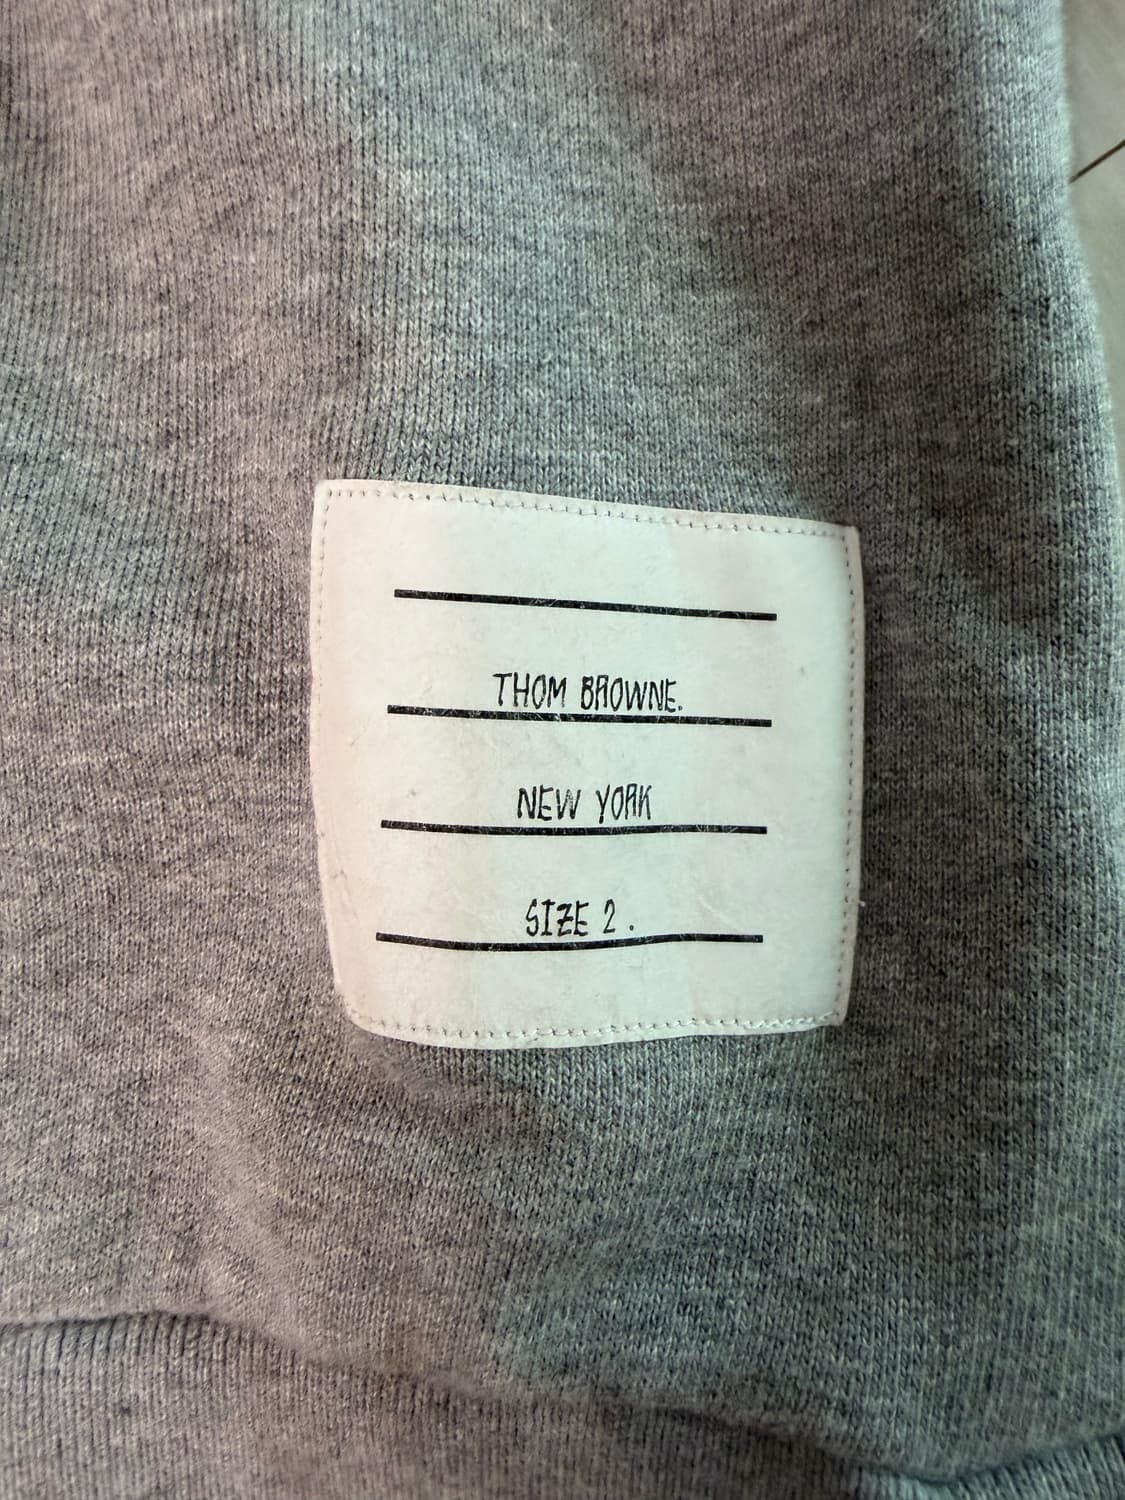 THOM BROWNE.
NEW YORK
SIZE 2.